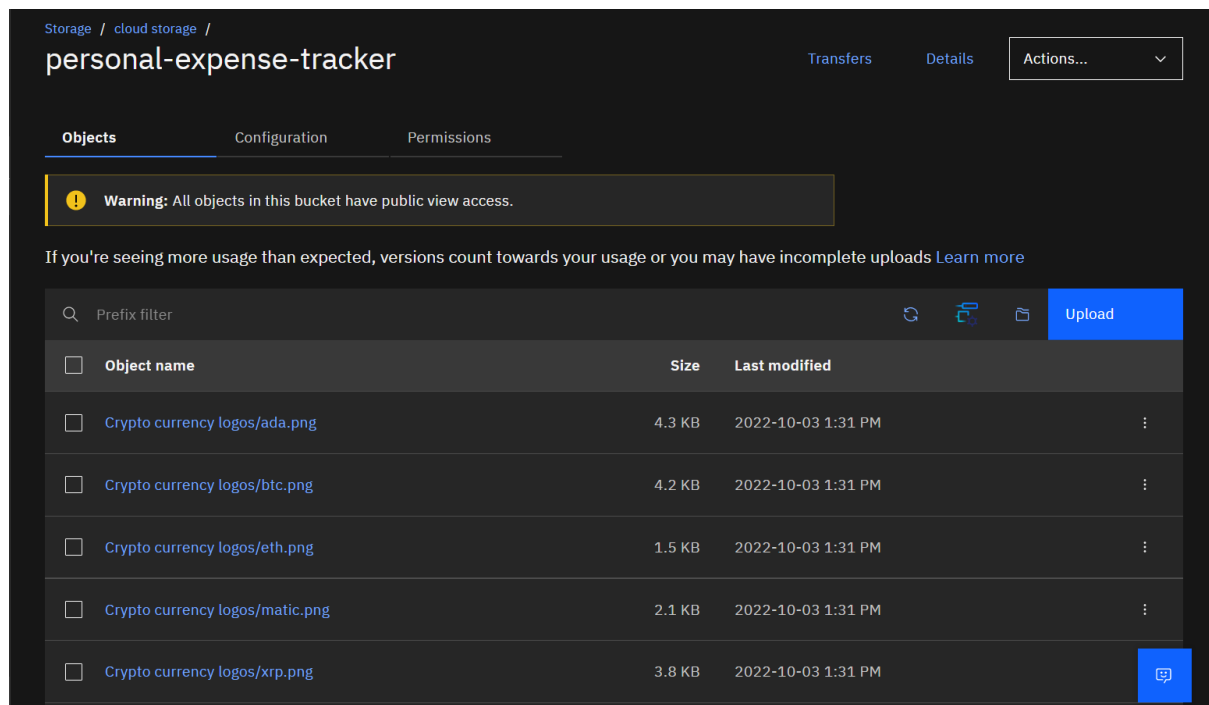 Storage / cloud storage /
personal-expense-tracker
Transfers Details Actions...
Objects Configuration Permissions
Warning: All objects in this bucket have public view access.
If you're seeing more usage than expected, versions count towards your usage or you may have incomplete uploads Learn more
Prefix filter Upload
Object name Size Last modified
Crypto currency logos/ada.png 4.3 KB 2022-10-03 1:31 PM
Crypto currency logos/btc.png 4.2 KB 2022-10-03 1:31 PM
Crypto currency logos/eth.png 1.5 KB 2022-10-03 1:31 PM
Crypto currency logos/matic.png 2.1 KB 2022-10-03 1:31 PM
Crypto currency logos/xrp.png 3.8 KB 2022-10-03 1:31 PM